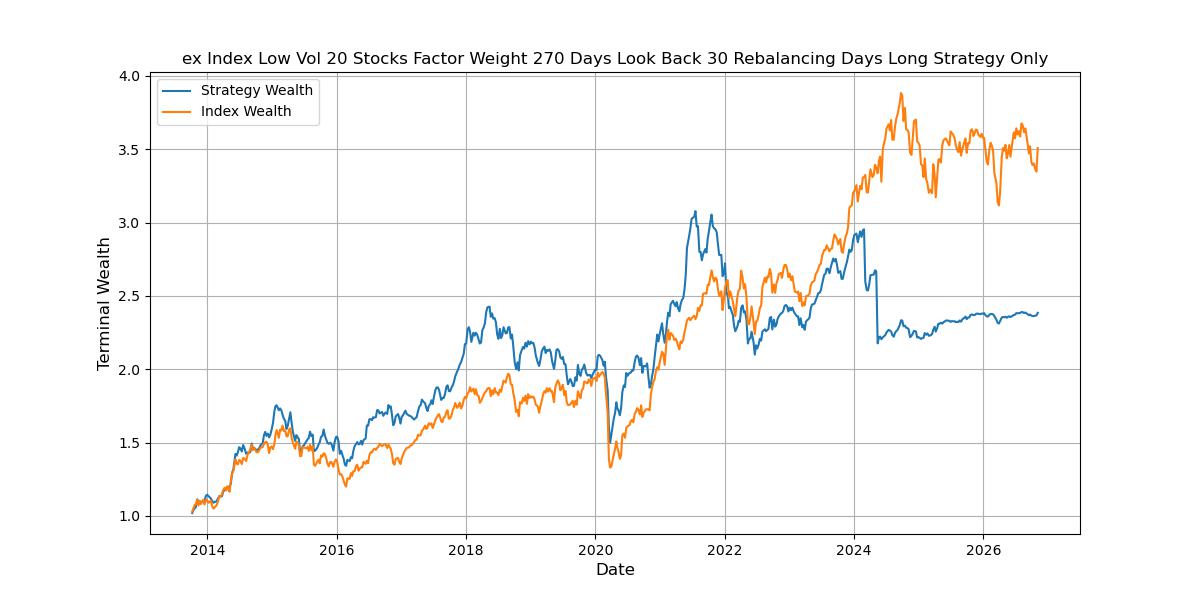 ex Index Low Vol 20 Stocks Factor Weight 270 Days Look Back 30 Rebalancing Days Long Strategy Only
Strategy Wealth
Index Wealth
Terminal Wealth
4.0
3.5
3.0
2.5
2.0
1.5
1.0
2014 2016 2018 2020 2022 2024 2026
Date